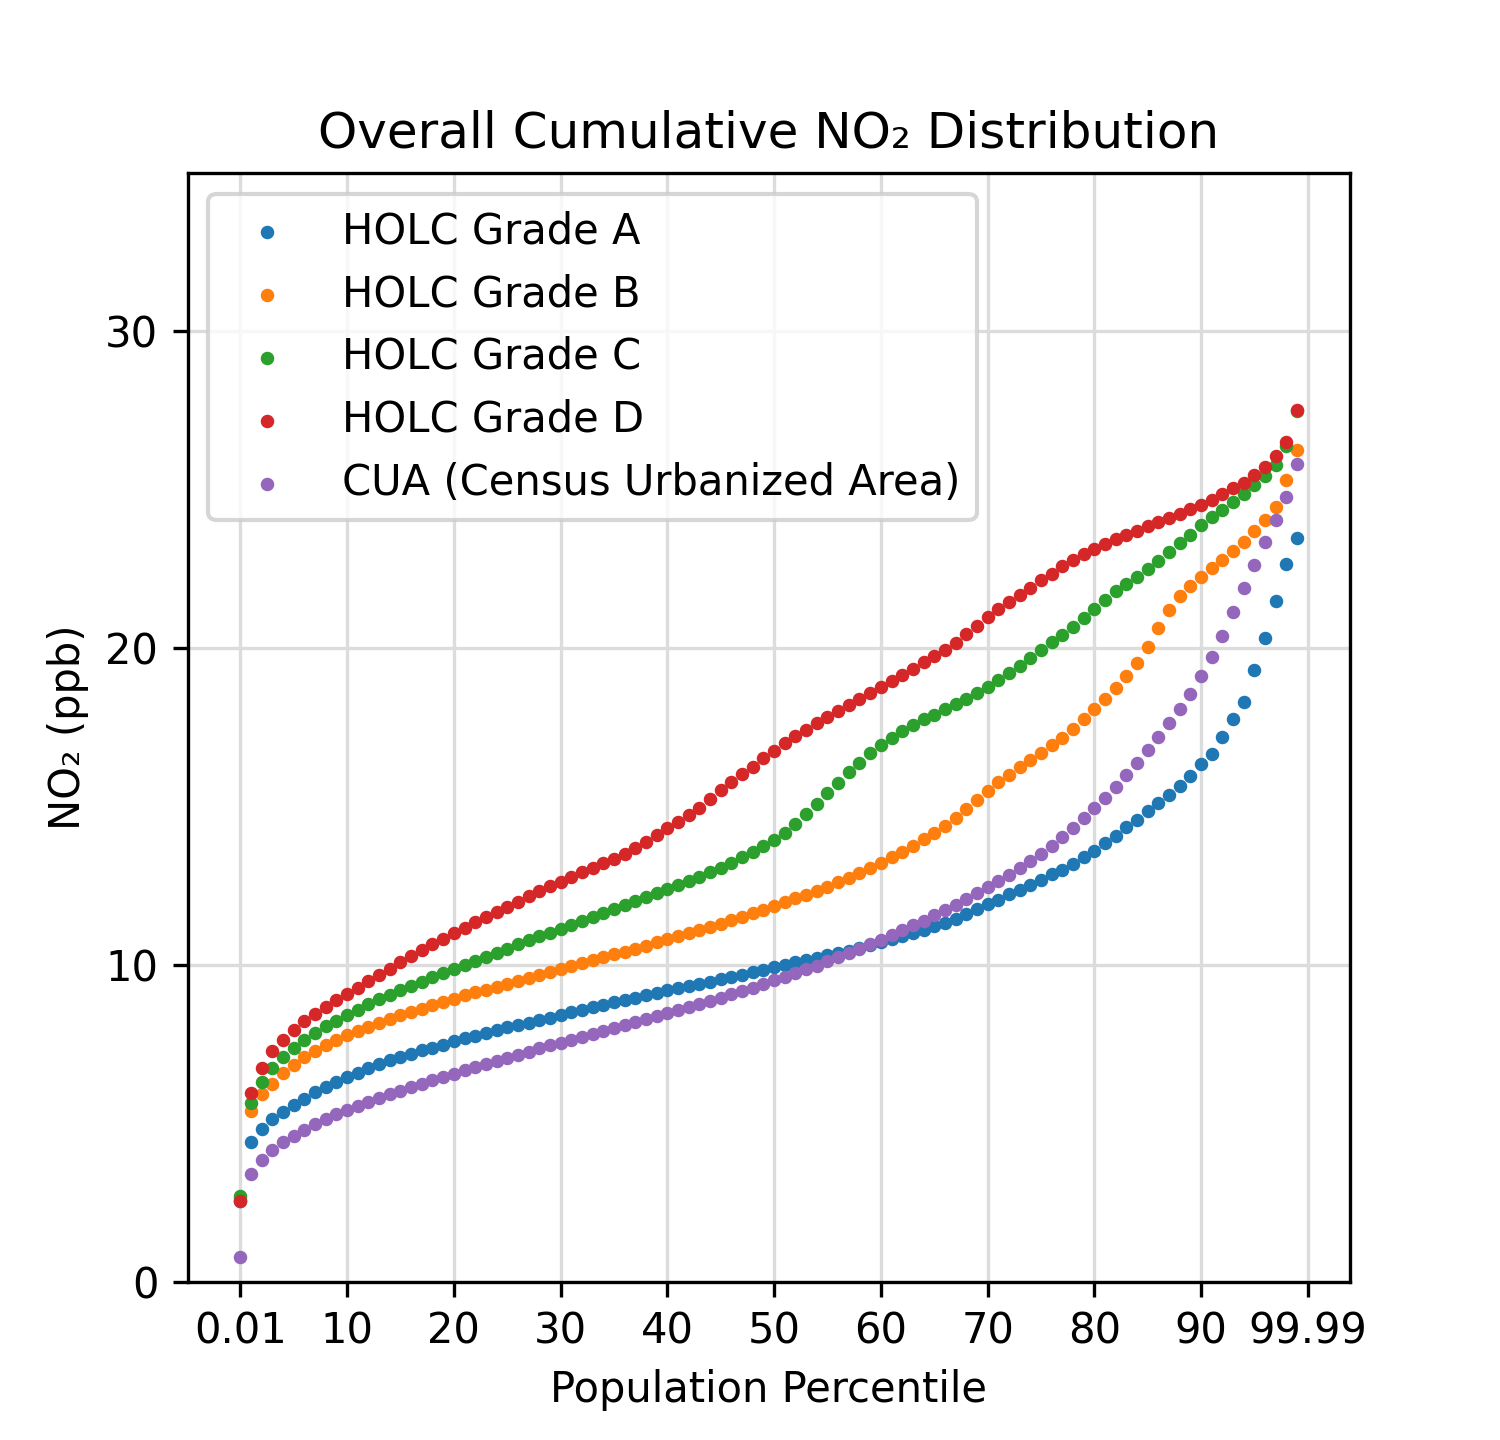 Overall Cumulative NO₂ Distribution
HOLC Grade A
HOLC Grade B
HOLC Grade C
HOLC Grade D
CUA (Census Urbanized Area)
NO₂ (ppb)
30
20
10
0
0.01 10 20 30 40 50 60 70 80 90 99.99
Population Percentile